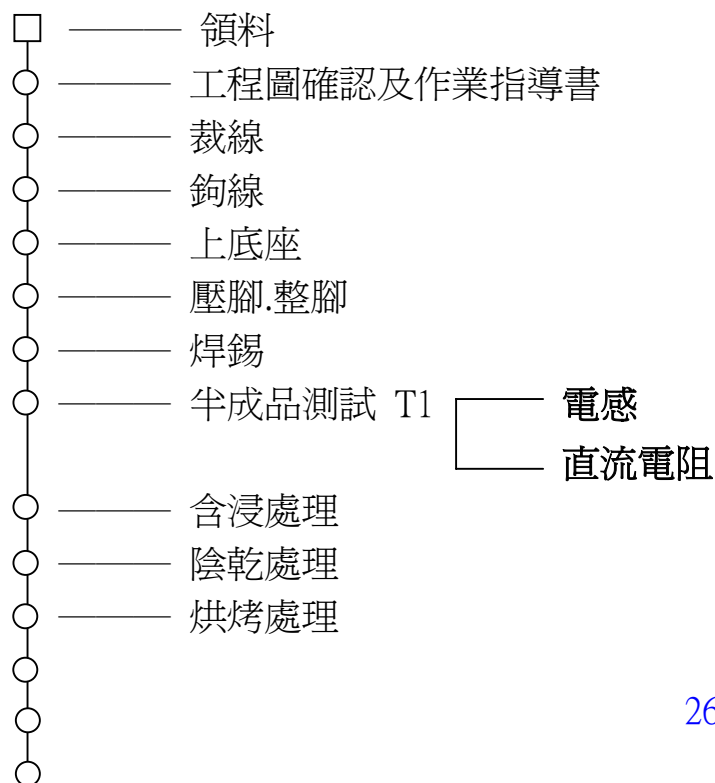 領料
工程圖確認及作業指導書
裁線
鉤線
上底座
壓腳.整腳
焊錫
半成品測試 T1
電感
直流電阻
含浸處理
陰乾處理
烘烤處理
26